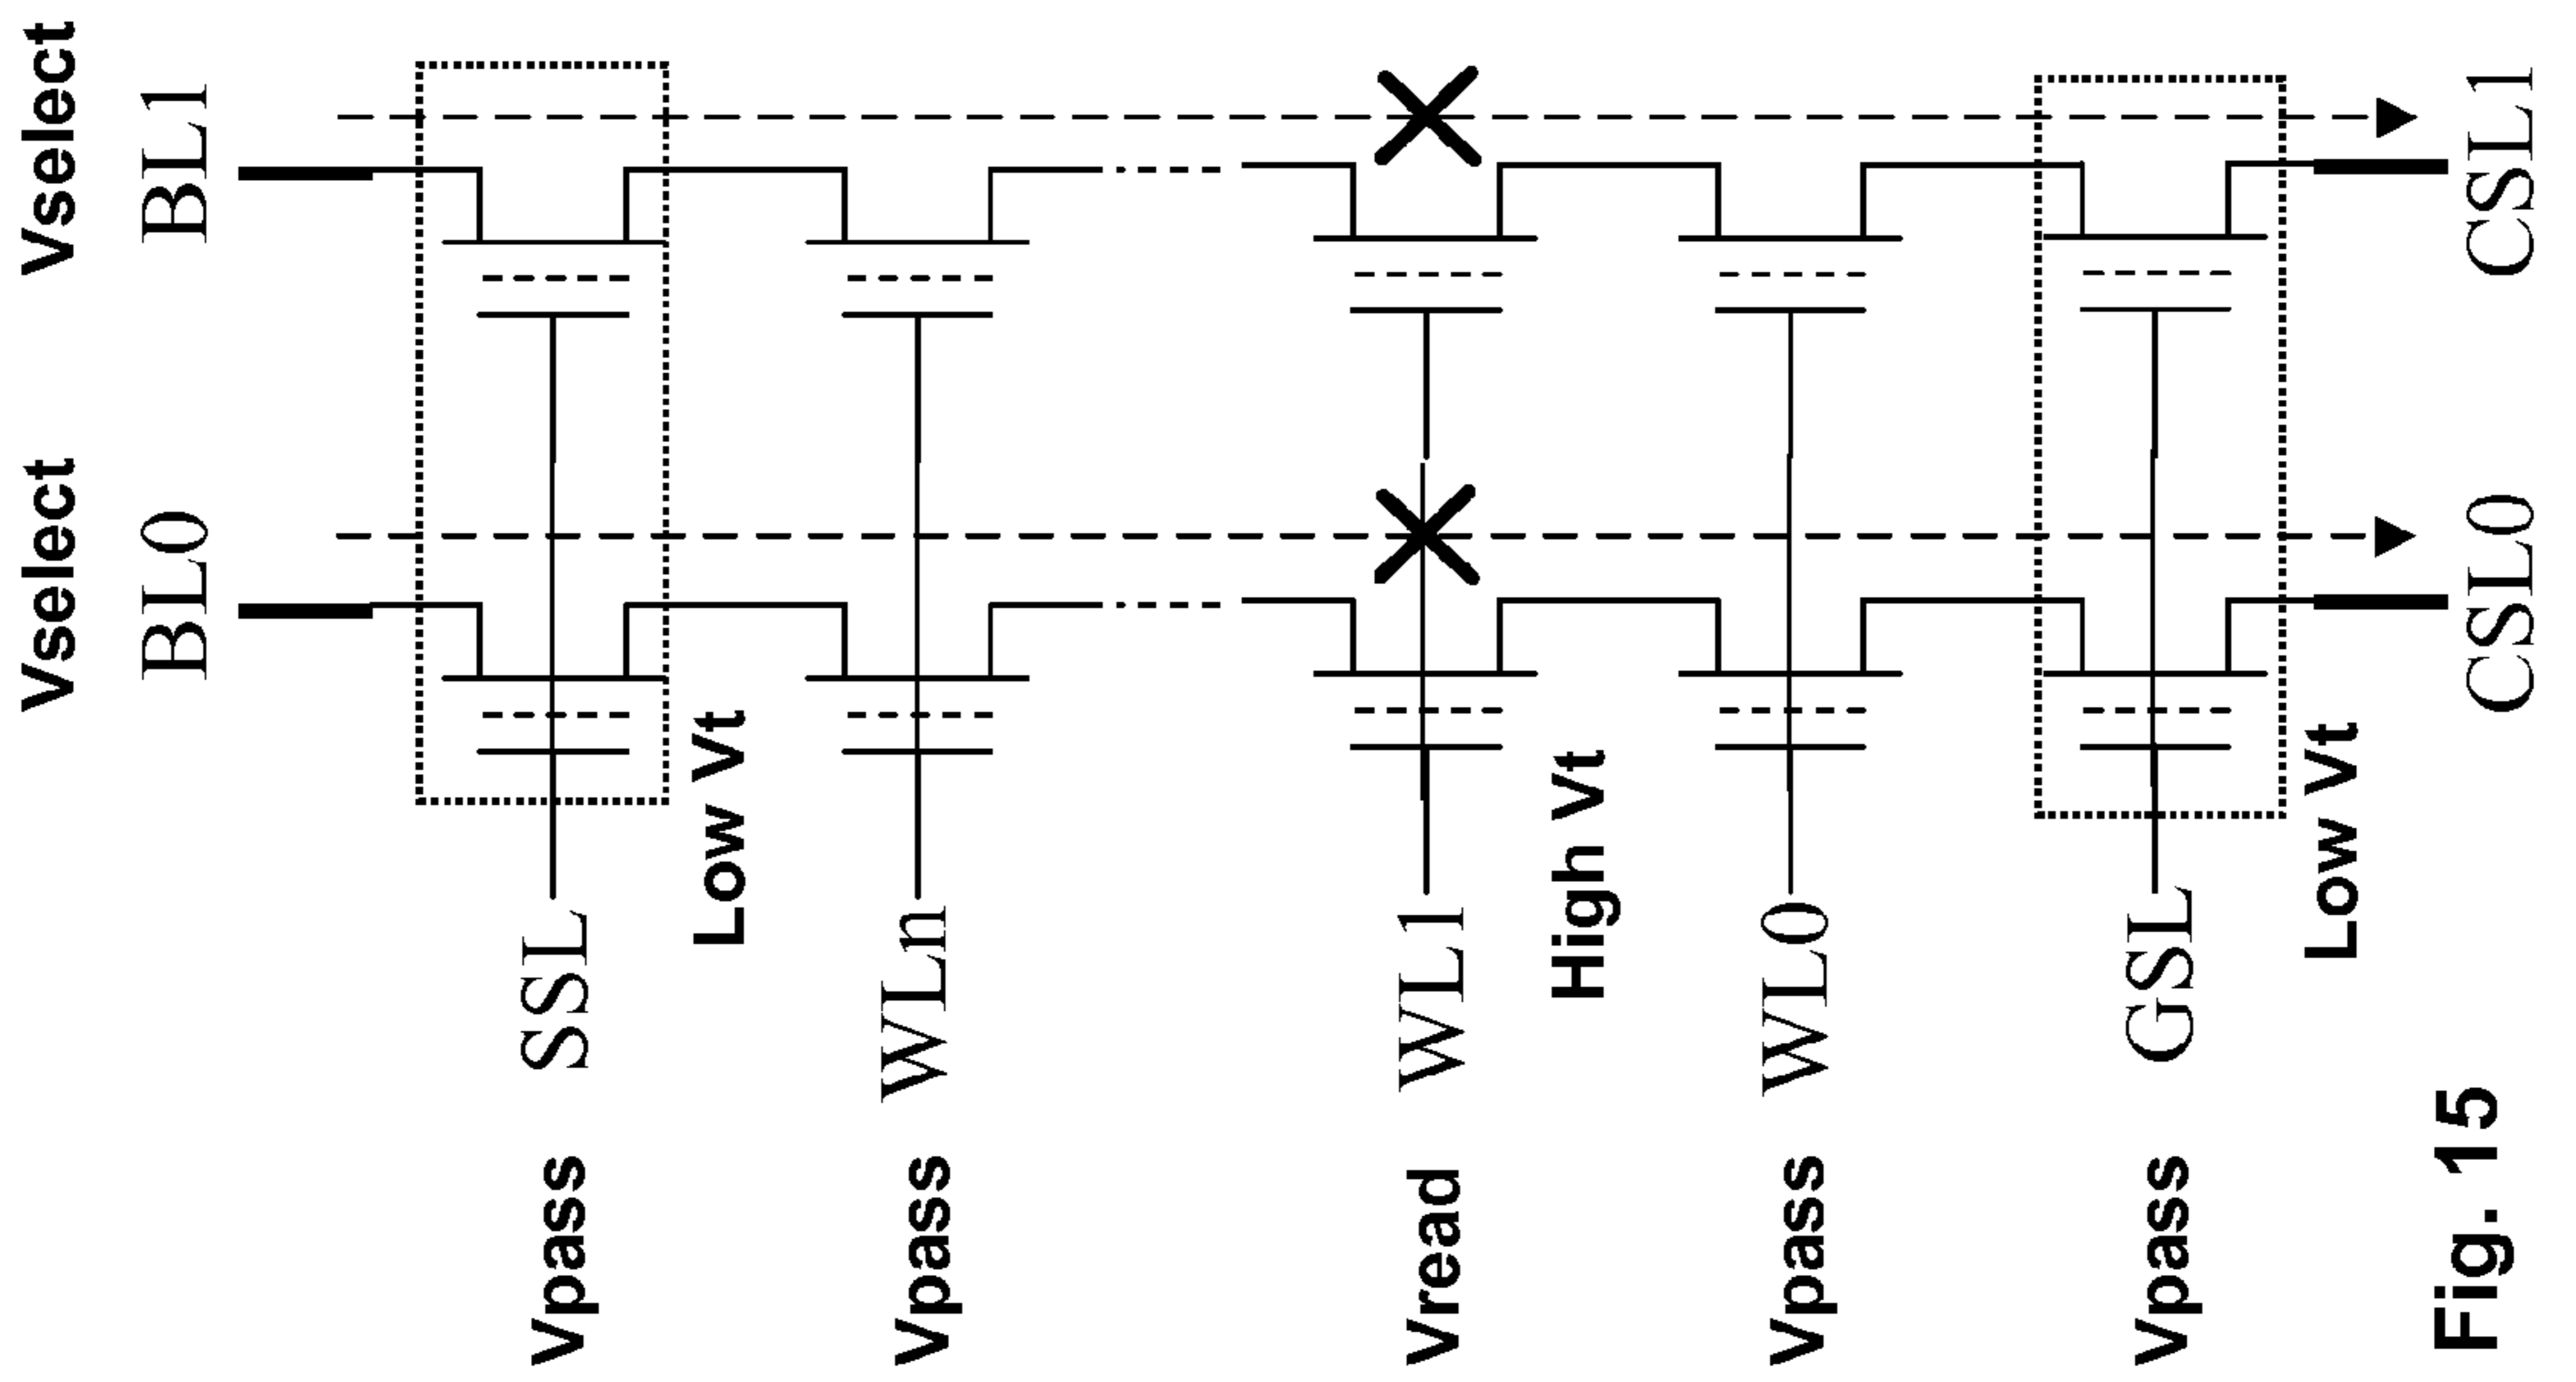 Vselect Vselect
BL0 BL1
Vpass SSL
Low Vt
Vpass WLn
Vread WL1
High Vt
Vpass WL0
Vpass GSL
Low Vt
CSL0 CSL1
Fig. 15